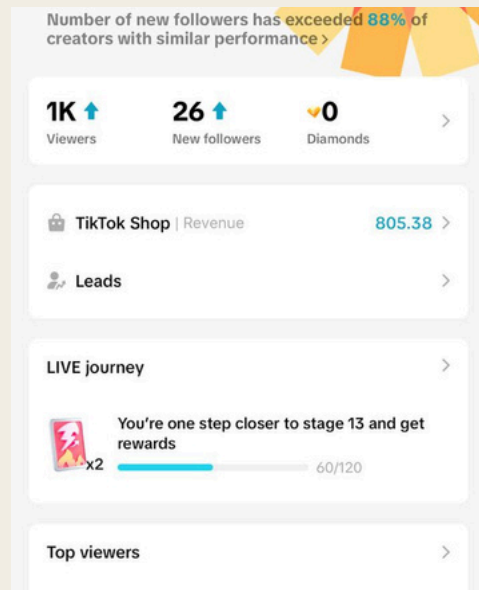 Number of new followers has exceeded 88% of
creators with similar performance >
1K 26 0
Viewers New followers Diamonds
TikTok Shop | Revenue 805.38
Leads
LIVE journey
You're one step closer to stage 13 and get
rewards
x2 60/120
Top viewers